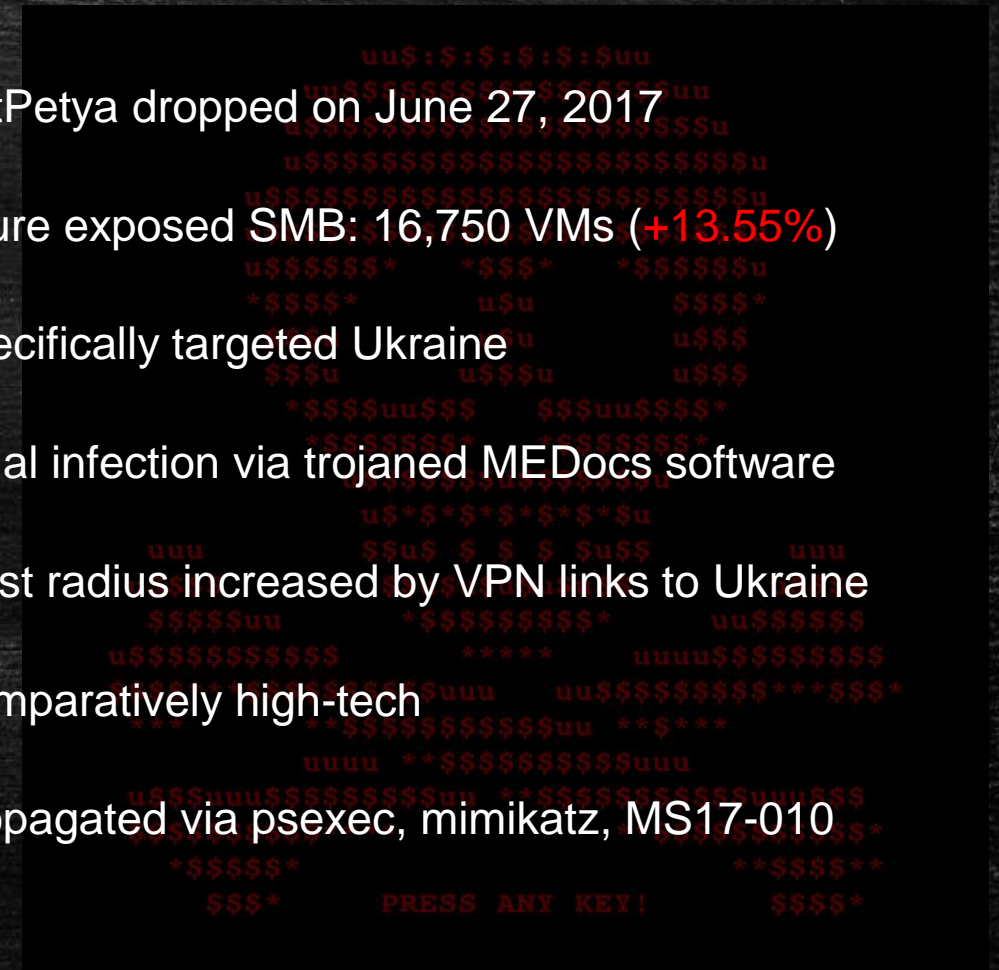 tPetya dropped on June 27, 2017
ure exposed SMB: 16,750 VMs (+13.55%)
ecifically targeted Ukraine
al infection via trojaned MEDocs software
st radius increased by VPN links to Ukraine
mparatively high-tech
pagated via psexec, mimikatz, MS17-010
PRESS ANY KEY!